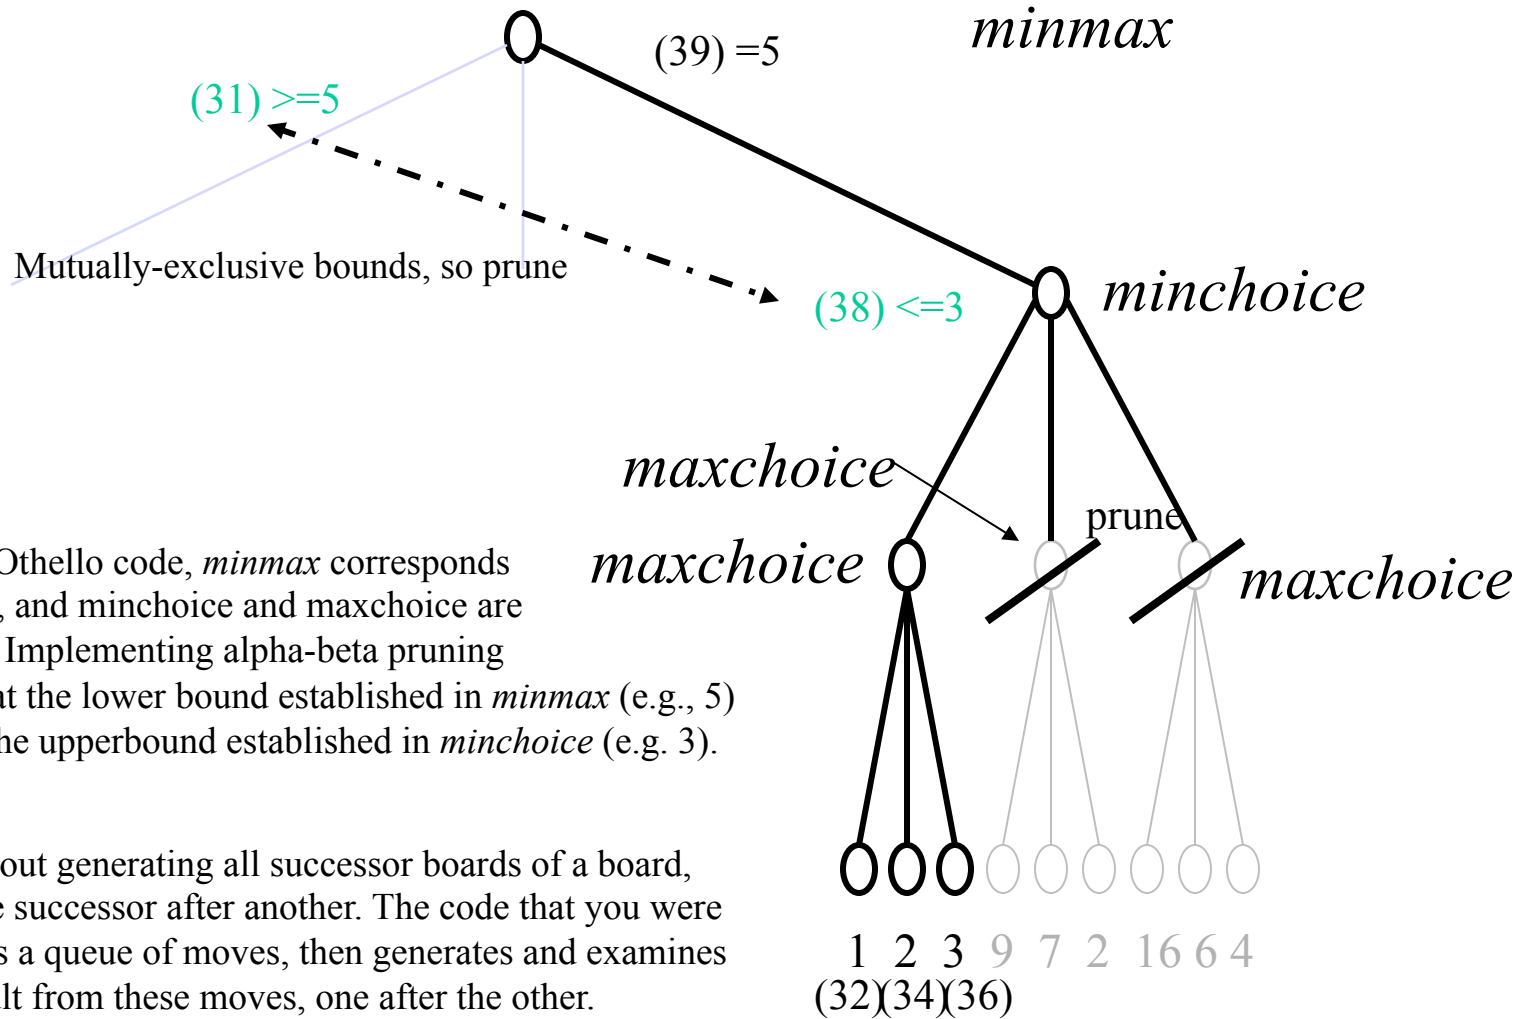 minmax
(39) =5
(31) >=5
Mutually-exclusive bounds, so prune
(38) <=3
minchoice
maxchoice
prune
maxchoice
maxchoice
Othello code, minmax corresponds
, and minchoice and maxchoice are
Implementing alpha-beta pruning
at the lower bound established in minmax (e.g., 5)
he upperbound established in minchoice (e.g. 3).
out generating all successor boards of a board,
e successor after another. The code that you were
s a queue of moves, then generates and examines
ult from these moves, one after the other.
1 2 3 9 7 2 16 6 4
(32)(34)(36)